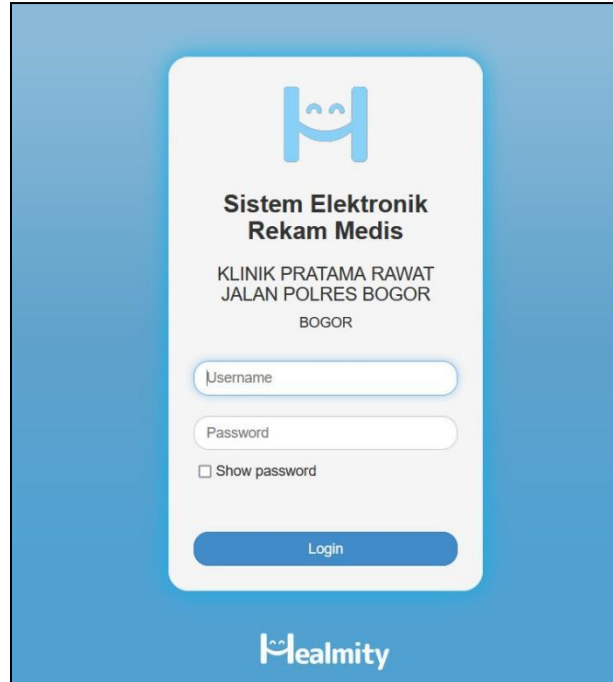 Sistem Elektronik
Rekam Medis
KLINIK PRATAMA RAWAT
JALAN POLRES BOGOR
BOGOR
Username
Password
Show password
Login
Healmity